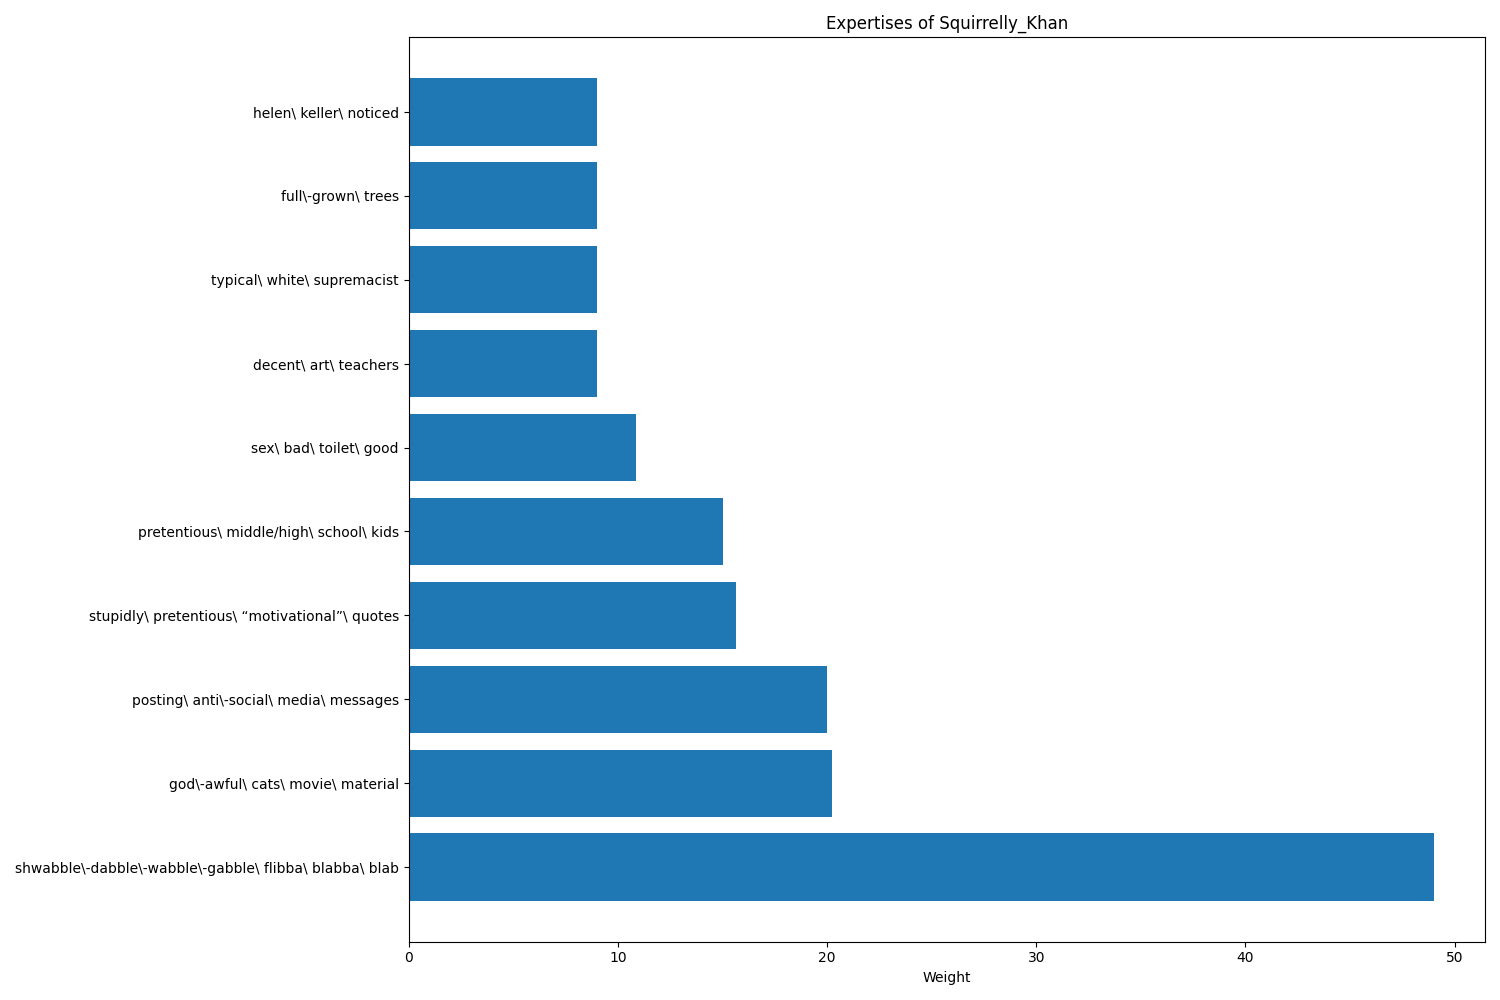 Expertises of Squirrelly_Khan
helen\ keller\ noticed
full\-grown\ trees
typical\ white\ supremacist
decent\ art\ teachers
sex\ bad\ toilet\ good
pretentious\ middle/high\ school\ kids
stupidly\ pretentious\ “motivational”\ quotes
posting\ anti\-social\ media\ messages
god\-awful\ cats\ movie\ material
shwabble\-dabble\-wabble\-gabble\ flibba\ blabba\ blab
0 10 20 30 40 50
Weight